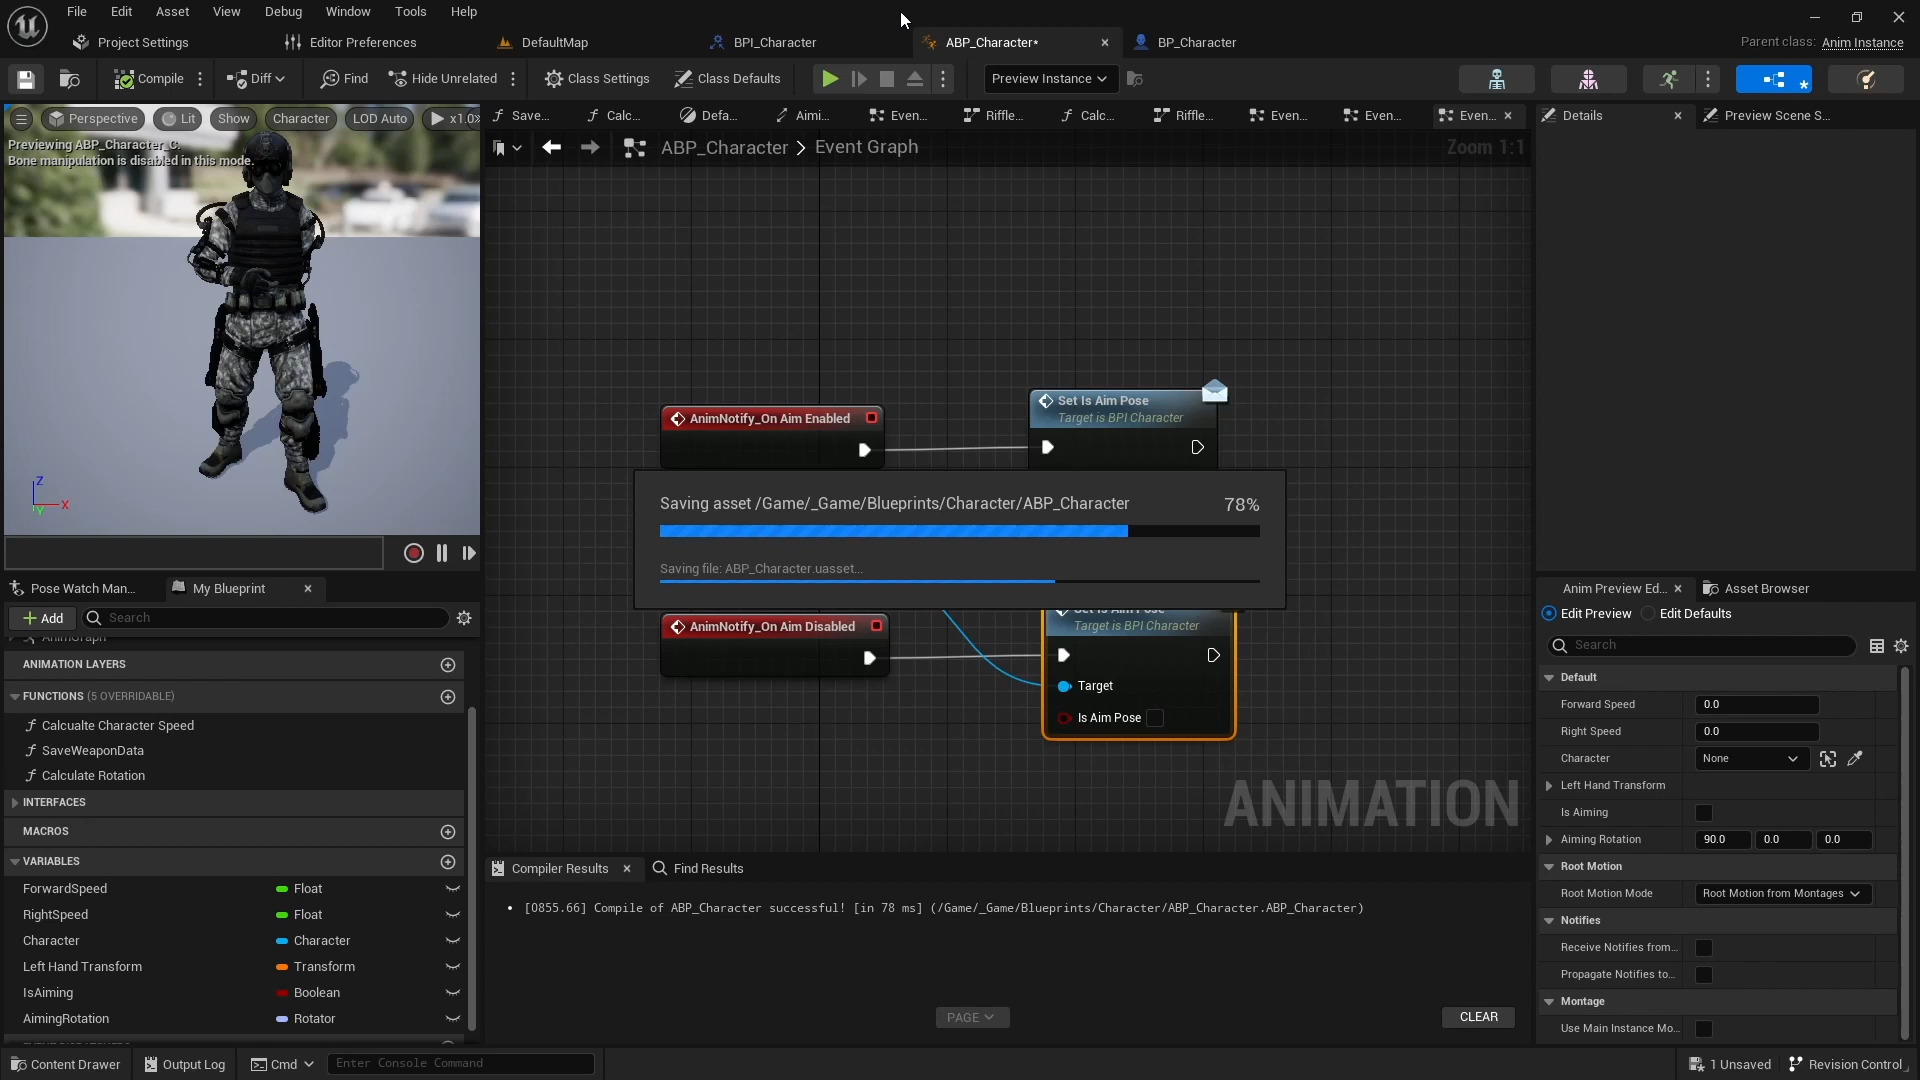 File Edit Asset View Debug Window Tools Help
Project Settings
Editor Preferences
DefaultMap
BPI_Character
ABP_Character*
BP_Character
Parent class: Anim Instance
Compile
Diff
Find
Hide Unrelated
Class Settings
Class Defaults
Preview Instance
Perspective
Lit
Show
Character
LOD Auto
x1.0
Previewing ABP_Character_C.
Bone manipulation is disabled in this mode.
Z
X
Y
Save...
Calc...
Defa...
Aimi...
Even...
Riffle...
Calc...
Riffle...
Even...
Even...
Even...
ABP_Character > Event Graph
Zoom 1:1
AnimNotify_On Aim Enabled
Set Is Aim Pose
Target is BPI Character
Saving asset /Game/_Game/Blueprints/Character/ABP_Character
78%
Saving file: ABP_Character.uasset...
AnimNotify_On Aim Disabled
Set Is Aim Pose
Target is BPI Character
Target
Is Aim Pose
ANIMATION
Compiler Results
Find Results
[0855.66] Compile of ABP_Character successful! [in 78 ms] (/Game/_Game/Blueprints/Character/ABP_Character.ABP_Character)
PAGE
CLEAR
Pose Watch Man...
My Blueprint
Add
Search
AnimGraph
ANIMATION LAYERS
FUNCTIONS (5 OVERRIDABLE)
Calcualte Character Speed
SaveWeaponData
Calculate Rotation
INTERFACES
MACROS
VARIABLES
ForwardSpeed Float
RightSpeed Float
Character Character
Left Hand Transform Transform
IsAiming Boolean
AimingRotation Rotator
Details
Preview Scene S...
Anim Preview Ed...
Asset Browser
Edit Preview
Edit Defaults
Search
Default
Forward Speed 0.0
Right Speed 0.0
Character None
Left Hand Transform
Is Aiming
Aiming Rotation 90.0 0.0 0.0
Root Motion
Root Motion Mode Root Motion from Montages
Notifies
Receive Notifies from...
Propagate Notifies to...
Montage
Use Main Instance Mo...
Content Drawer
Output Log
Cmd
Enter Console Command
1 Unsaved
Revision Control